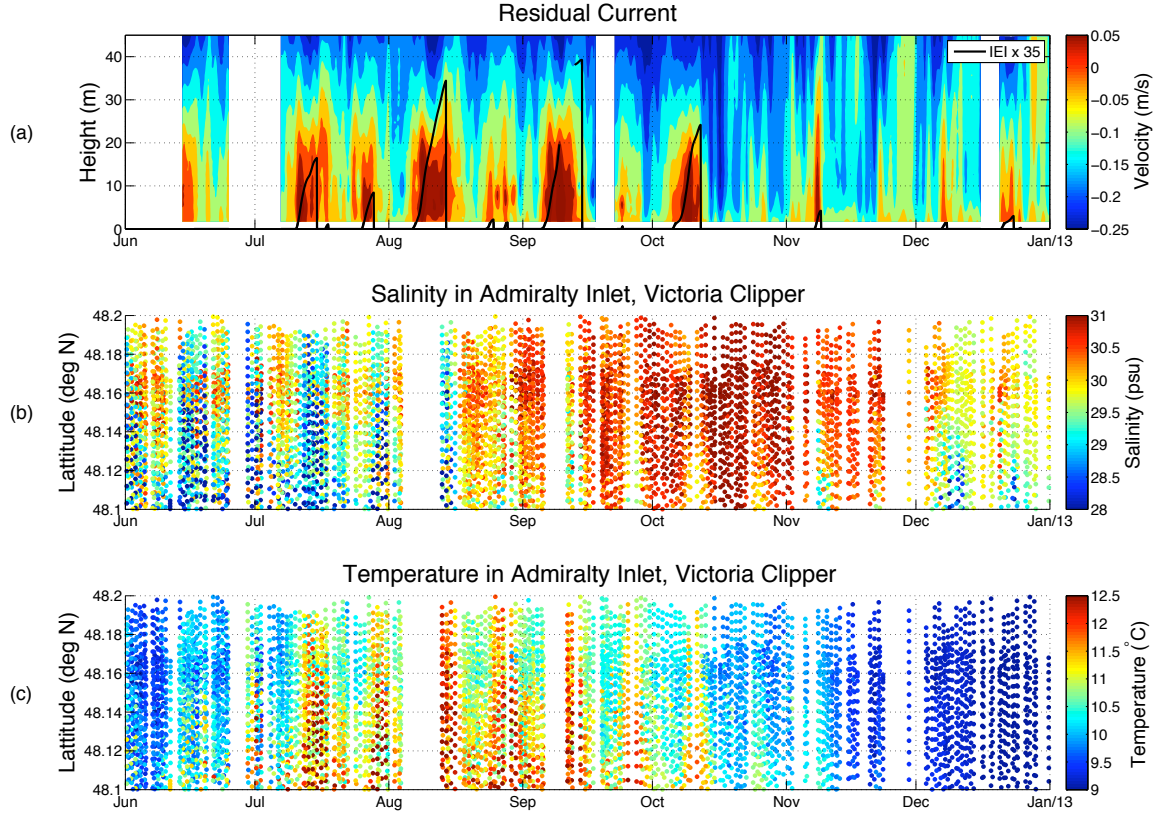 Residual Current
(a)
Height (m)
40
30
20
10
0
IEI x 35
Jun
Jul
Aug
Sep
Oct
Nov
Dec
Jan/13
0.05
0
−0.05
−0.1
−0.15
−0.2
−0.25
Velocity (m/s)
Salinity in Admiralty Inlet, Victoria Clipper
(b)
Lattitude (deg N)
48.2
48.18
48.16
48.14
48.12
48.1
Jun
Jul
Aug
Sep
Oct
Nov
Dec
Jan/13
31
30.5
30
29.5
29
28.5
28
Salinity (psu)
Temperature in Admiralty Inlet, Victoria Clipper
(c)
Lattitude (deg N)
48.2
48.18
48.16
48.14
48.12
48.1
Jun
Jul
Aug
Sep
Oct
Nov
Dec
Jan/13
12.5
12
11.5
11
10.5
10
9.5
9
Temperature (°C)